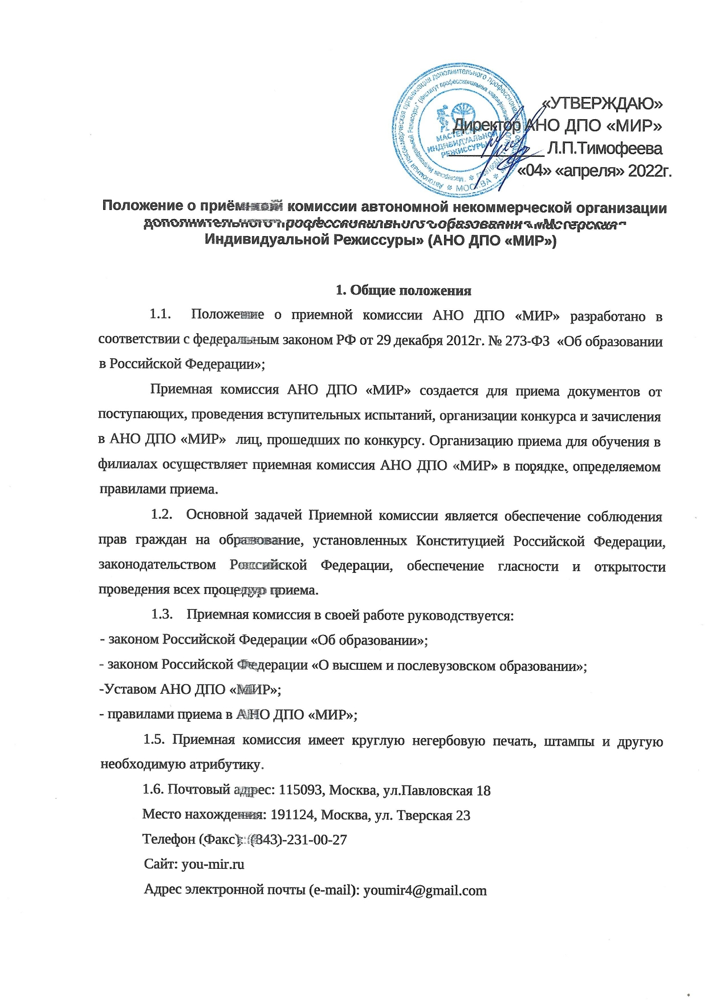 «УТВЕРЖДАЮ»
Директор АНО ДПО «МИР»
Л.П.Тимофеева
«04» «апреля» 2022г.
МАСТЕРСКАЯ
ИНДИВИДУАЛЬНОЙ
РЕЖИССУРЫ
МОСКВА
Положение о приёмной комиссии автономной некоммерческой организации
дополнительного профессионального образования «Мастерская
Индивидуальной Режиссуры» (АНО ДПО «МИР»)
1. Общие положения
1.1. Положение о приемной комиссии АНО ДПО «МИР» разработано в
соответствии с федеральным законом РФ от 29 декабря 2012г. № 273-ФЗ «Об образовании
в Российской Федерации»;
Приемная комиссия АНО ДПО «МИР» создается для приема документов от
поступающих, проведения вступительных испытаний, организации конкурса и зачисления
в АНО ДПО «МИР» лиц, прошедших по конкурсу. Организацию приема для обучения в
филиалах осуществляет приемная комиссия АНО ДПО «МИР» в порядке, определяемом
правилами приема.
1.2. Основной задачей Приемной комиссии является обеспечение соблюдения
прав граждан на образование, установленных Конституцией Российской Федерации,
законодательством Российской Федерации, обеспечение гласности и открытости
проведения всех процедур приема.
1.3. Приемная комиссия в своей работе руководствуется:
- законом Российской Федерации «Об образовании»;
- законом Российской Федерации «О высшем и послевузовском образовании»;
-Уставом АНО ДПО «МИР»;
- правилами приема в АНО ДПО «МИР»;
1.5. Приемная комиссия имеет круглую негербовую печать, штампы и другую
необходимую атрибутику.
1.6. Почтовый адрес: 115093, Москва, ул.Павловская 18
Место нахождения: 191124, Москва, ул. Тверская 23
Телефон (Факс): (843)-231-00-27
Сайт: you-mir.ru
Адрес электронной почты (e-mail): youmir4@gmail.com